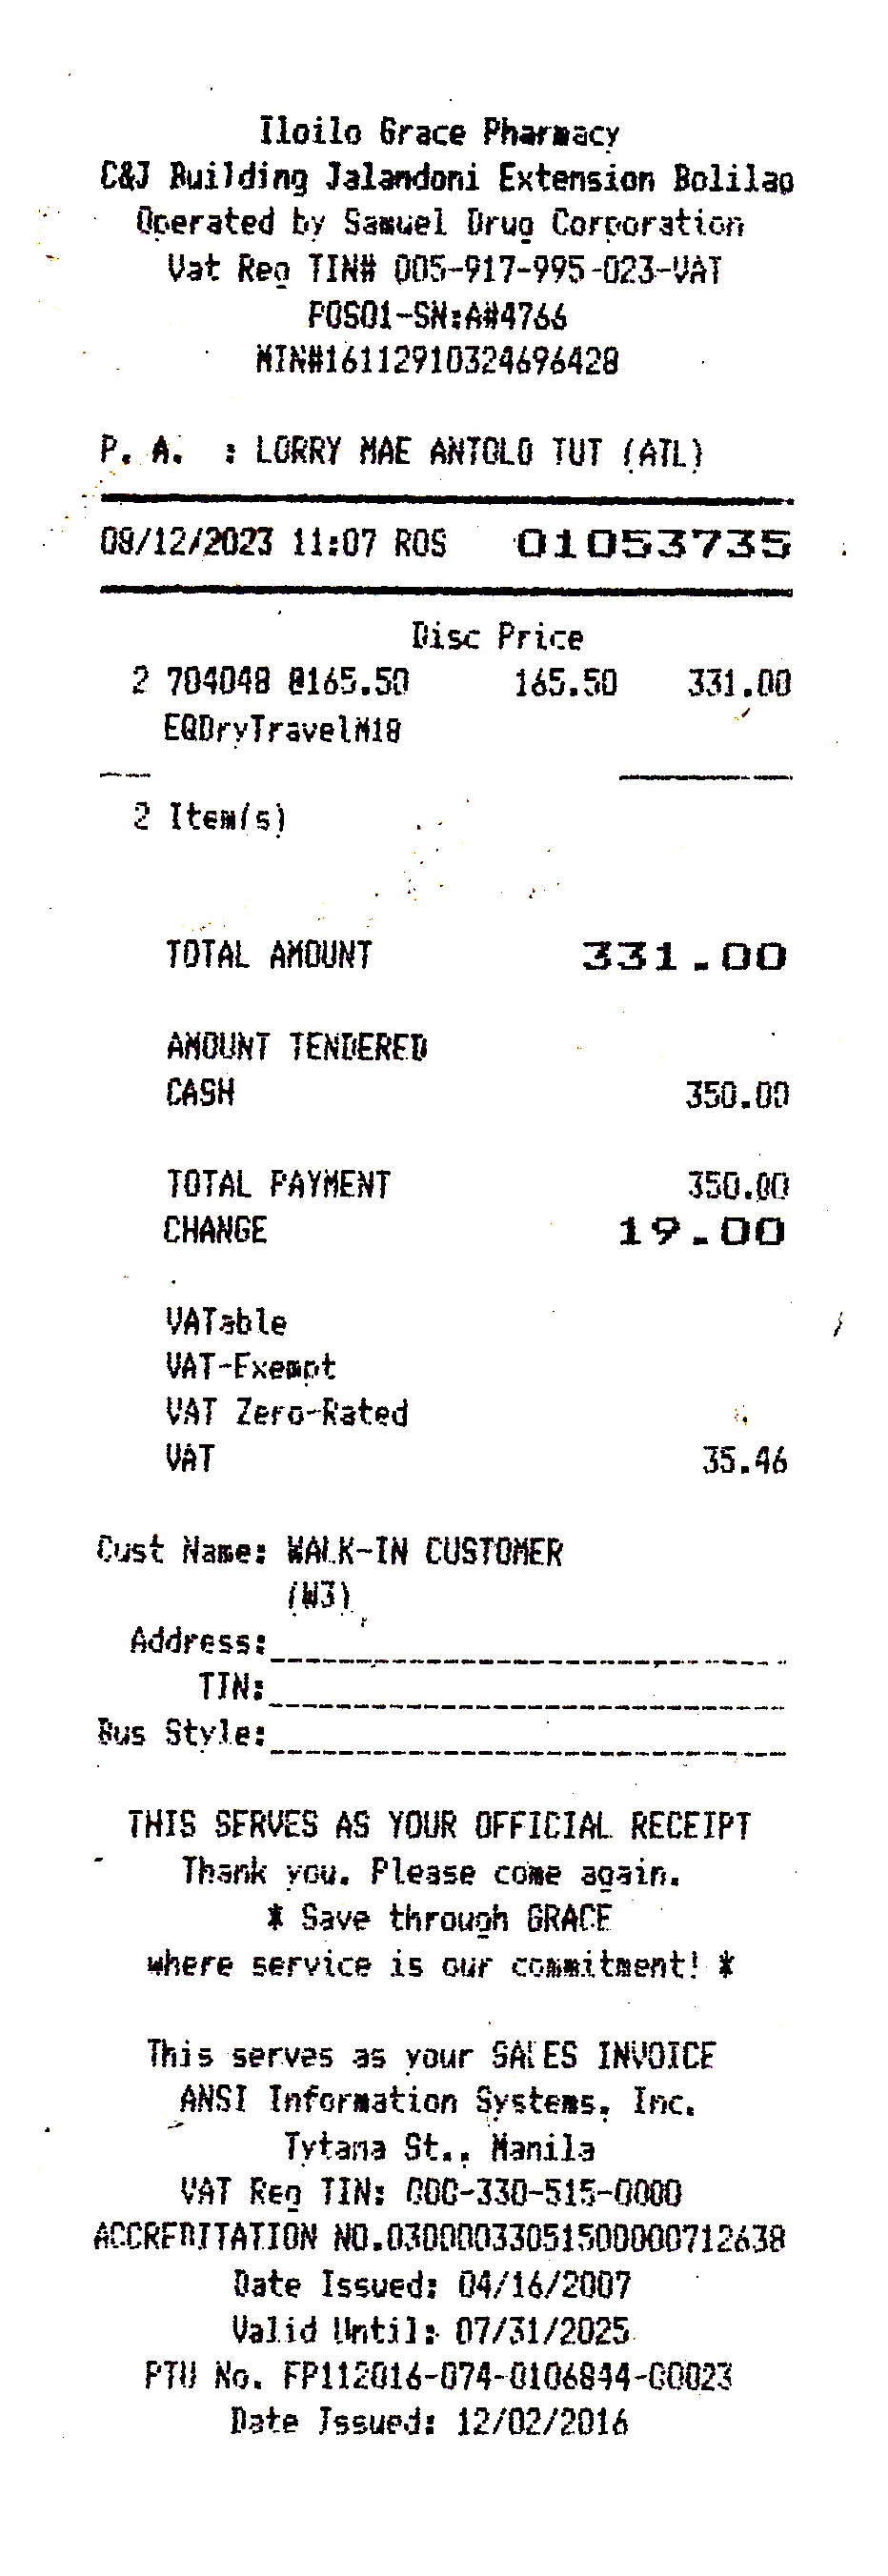 Iloilo Grace Pharmacy
C&J Building Jalandoni Extension Bolilao
Operated by Samuel Drug Corporation
Vat Reg TIN# 005-917-995-023-VAT
POS01-SN:A#4766
MIN#16112910324696428
P. A. : LORRY MAE ANTOLO TUT (ATL)
08/12/2023 11:07 ROS 01053735
Disc Price
2 704048 @165.50 165.50 331.00
EQDryTravelM18
2 Item(s)
TOTAL AMOUNT 331.00
AMOUNT TENDERED
CASH 350.00
TOTAL PAYMENT 350.00
CHANGE 19.00
VATable
VAT-Exempt
VAT Zero-Rated
VAT 35.46
Cust Name: WALK-IN CUSTOMER
(W3)
Address:
TIN:
Bus Style:
THIS SERVES AS YOUR OFFICIAL RECEIPT
Thank you. Please come again.
* Save through GRACE
where service is our commitment! *
This serves as your SALES INVOICE
ANSI Information Systems, Inc.
Tytana St., Manila
VAT Reg TIN: 000-330-515-0000
ACCREDITATION NO.030000330515000000712638
Date Issued: 04/16/2007
Valid Until: 07/31/2025
PTU No. FP112016-074-0106844-00023
Date Issued: 12/02/2016